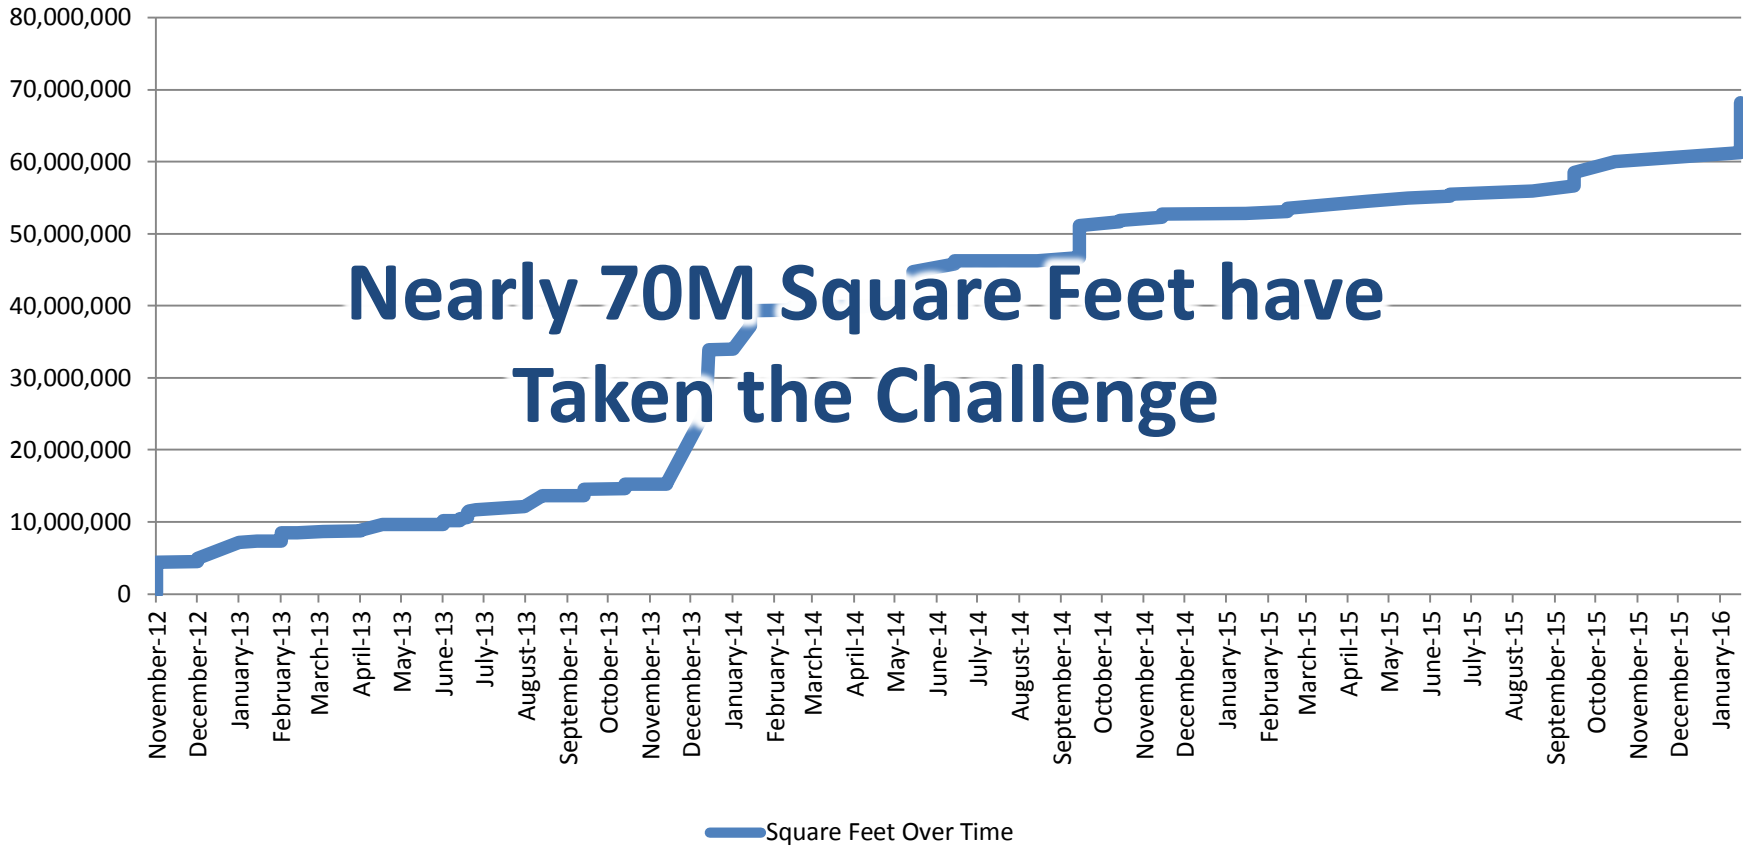 80,000,000
70,000,000
60,000,000
50,000,000
40,000,000
30,000,000
20,000,000
10,000,000
0
Nearly 70M Square Feet have
Taken the Challenge
November-12
December-12
January-13
February-13
March-13
April-13
May-13
June-13
July-13
August-13
September-13
October-13
November-13
December-13
January-14
February-14
March-14
April-14
May-14
June-14
July-14
August-14
September-14
October-14
November-14
December-14
January-15
February-15
March-15
April-15
May-15
June-15
July-15
August-15
September-15
October-15
November-15
December-15
January-16
Square Feet Over Time